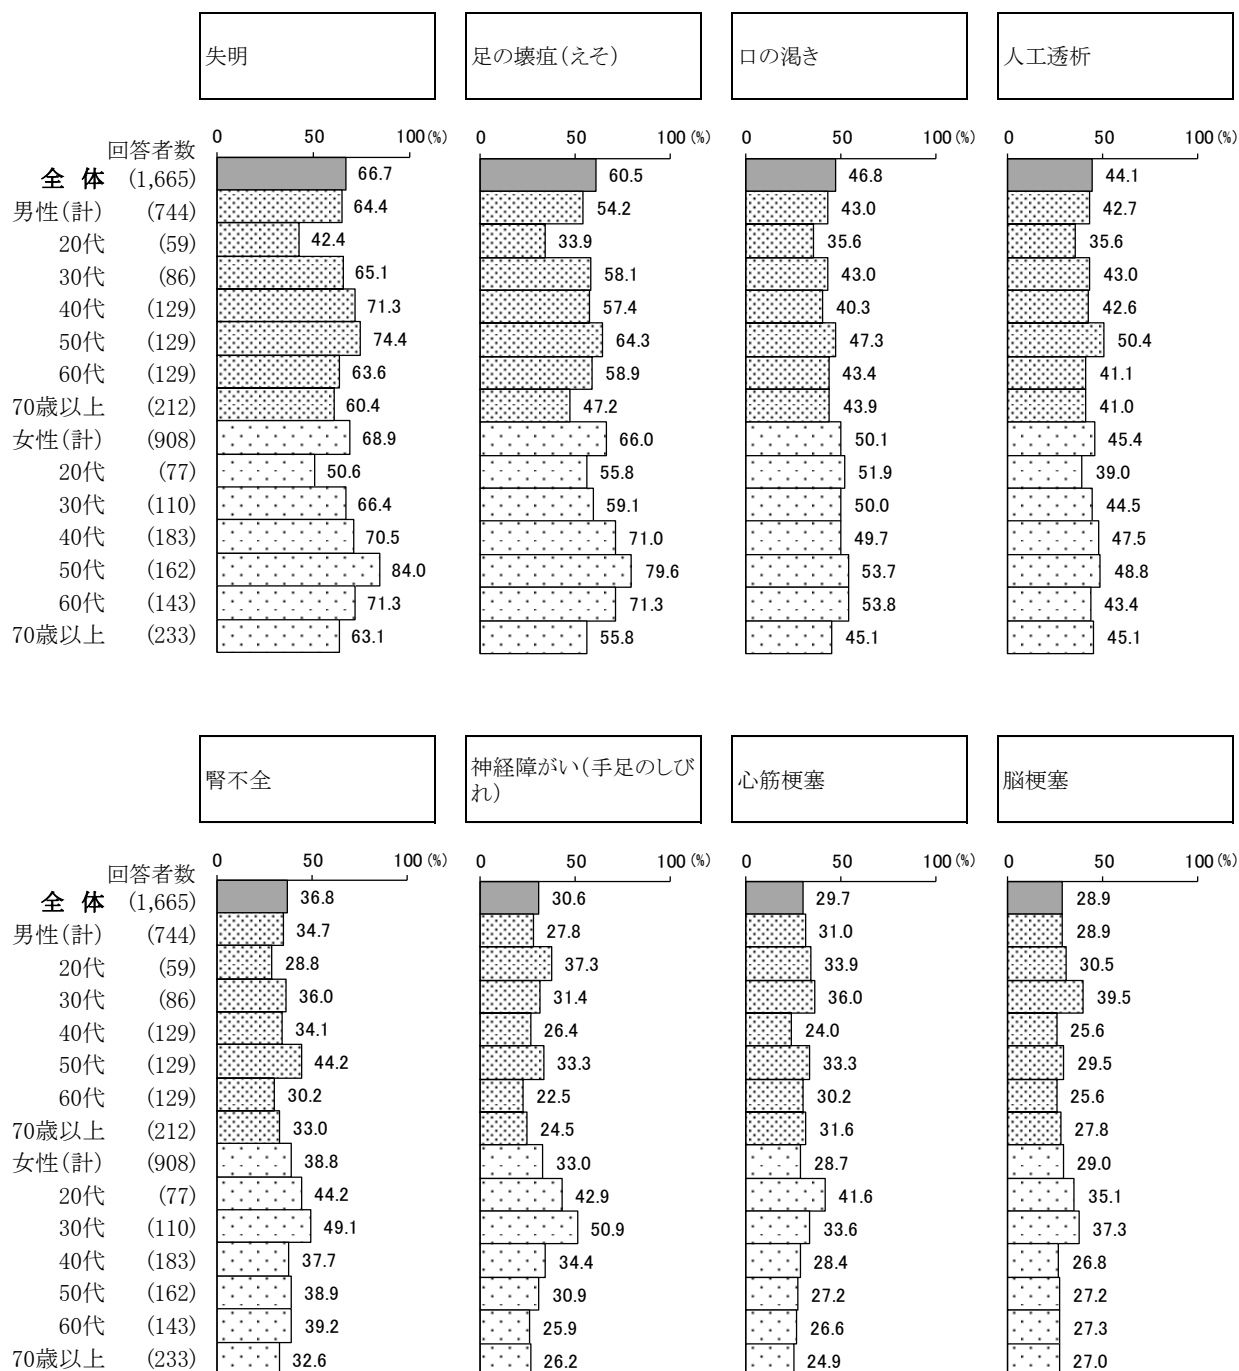 失明 足の壊疽(えそ) 口の渇き 人工透析
0 50 100(%) 0 50 100(%) 0 50 100(%) 0 50 100(%)
回答者数
全 体 (1,665) 66.7 60.5 46.8 44.1
男性(計) (744) 64.4 54.2 43.0 42.7
20代 (59) 42.4 33.9 35.6 35.6
30代 (86) 65.1 58.1 43.0 43.0
40代 (129) 71.3 57.4 40.3 42.6
50代 (129) 74.4 64.3 47.3 50.4
60代 (129) 63.6 58.9 43.4 41.1
70歳以上 (212) 60.4 47.2 43.9 41.0
女性(計) (908) 68.9 66.0 50.1 45.4
20代 (77) 50.6 55.8 51.9 39.0
30代 (110) 66.4 59.1 50.0 44.5
40代 (183) 70.5 71.0 49.7 47.5
50代 (162) 84.0 79.6 53.7 48.8
60代 (143) 71.3 71.3 53.8 43.4
70歳以上 (233) 63.1 55.8 45.1 45.1
腎不全 神経障がい(手足のしび
れ) 心筋梗塞 脳梗塞
0 50 100(%) 0 50 100(%) 0 50 100(%) 0 50 100(%)
回答者数
全 体 (1,665) 36.8 30.6 29.7 28.9
男性(計) (744) 34.7 27.8 31.0 28.9
20代 (59) 28.8 37.3 33.9 30.5
30代 (86) 36.0 31.4 36.0 39.5
40代 (129) 34.1 26.4 24.0 25.6
50代 (129) 44.2 33.3 33.3 29.5
60代 (129) 30.2 22.5 30.2 25.6
70歳以上 (212) 33.0 24.5 31.6 27.8
女性(計) (908) 38.8 33.0 28.7 29.0
20代 (77) 44.2 42.9 41.6 35.1
30代 (110) 49.1 50.9 33.6 37.3
40代 (183) 37.7 34.4 28.4 26.8
50代 (162) 38.9 30.9 27.2 27.2
60代 (143) 39.2 25.9 26.6 27.3
70歳以上 (233) 32.6 26.2 24.9 27.0